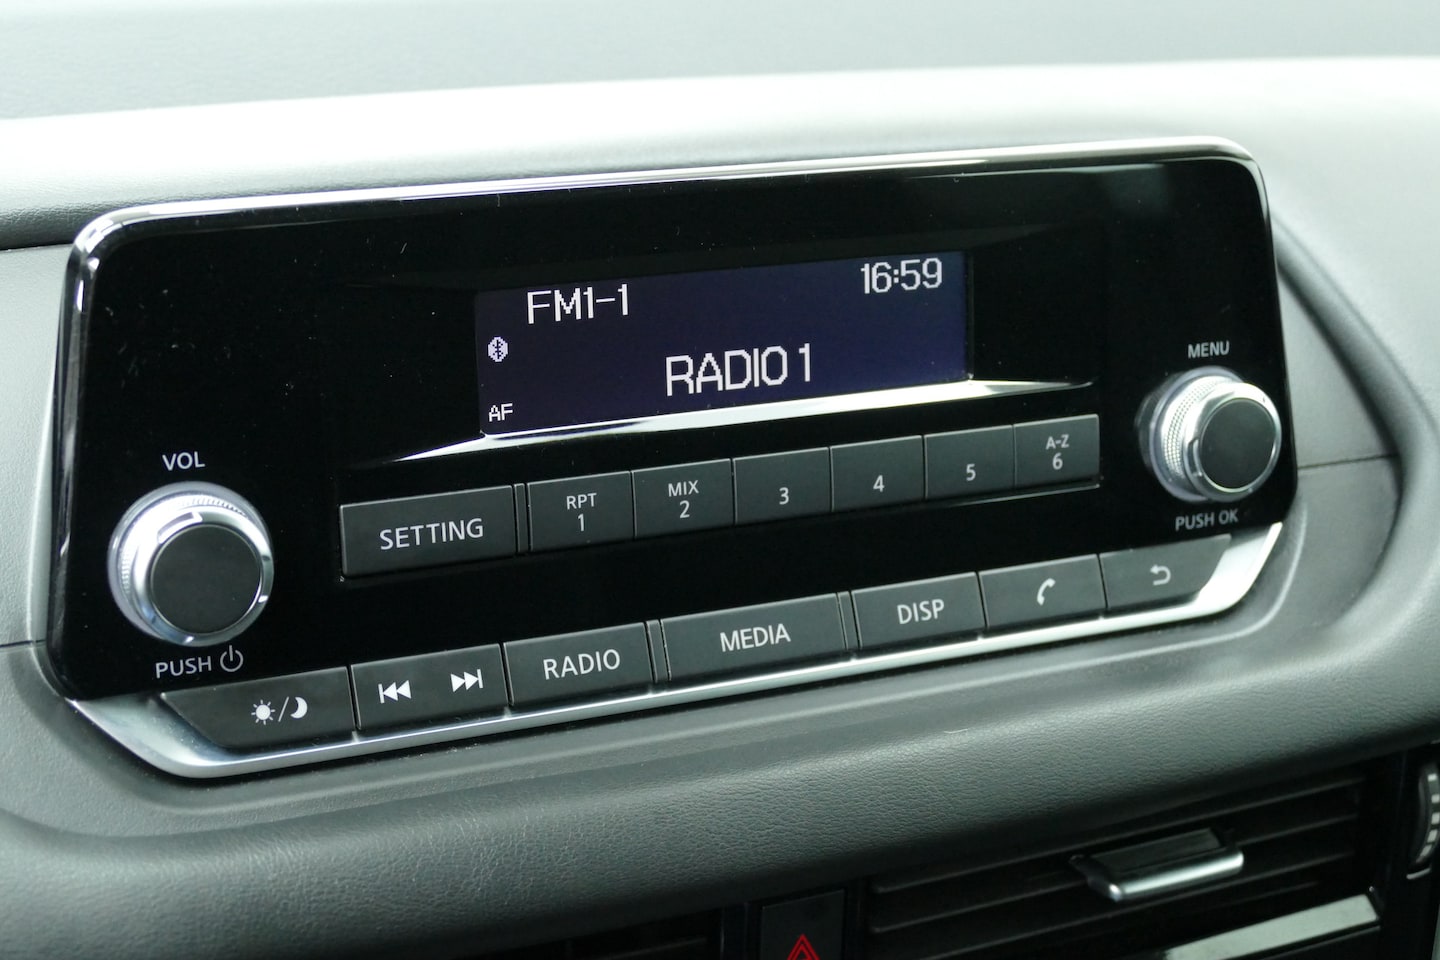 FM1-1 16:59
RADIO 1
AF
VOL
PUSH
MENU
PUSH OK
SETTING
RPT
1
MIX
2
3
4
5
A-Z
6
RADIO
MEDIA
DISP